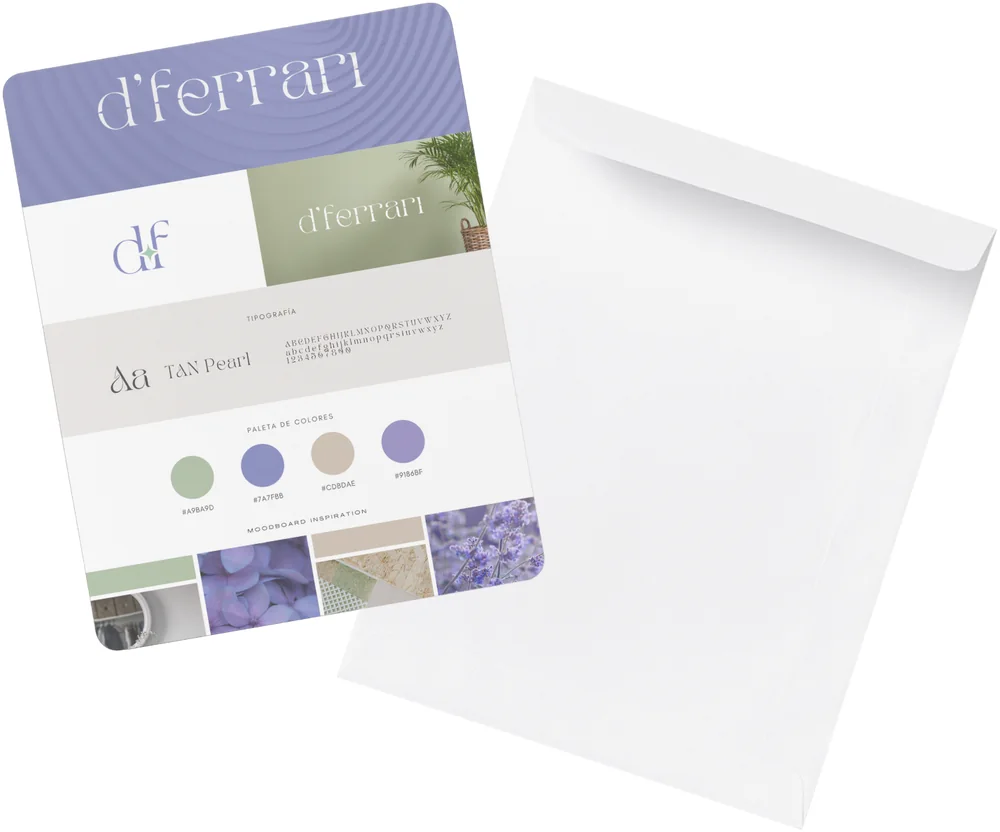 d'ferrari
df
d'ferrari
TIPOGRAFÍA
Aa
TAN Pearl
ABCDEFGHIJKLMNOPQRSTUVWXYZ
abcdefghijklmnopqrstuvwxyz
1234567890
PALETA DE COLORES
#A9BA9D
#7A7FBB
#CDBDAE
#9186BF
MOODBOARD INSPIRATION